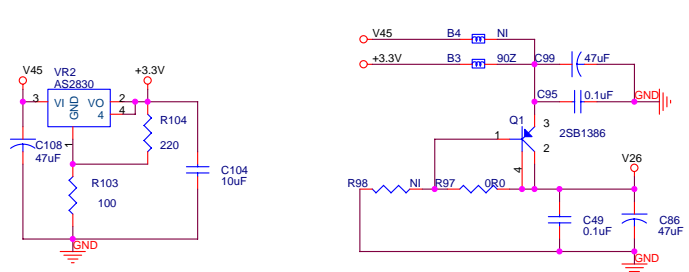 V45
VR2
AS2830
+3.3V
3
VI
GND
VO
2
4
1
C108
47uF
R104
220
C104
10uF
R103
100
GND
V45
B4
NI
+3.3V
B3
90Z
C99
47uF
C95
0.1uF
GND
Q1
3
2SB1386
1
2
4
V26
R98
NI
R97
0R0
C49
0.1uF
C86
47uF
GND